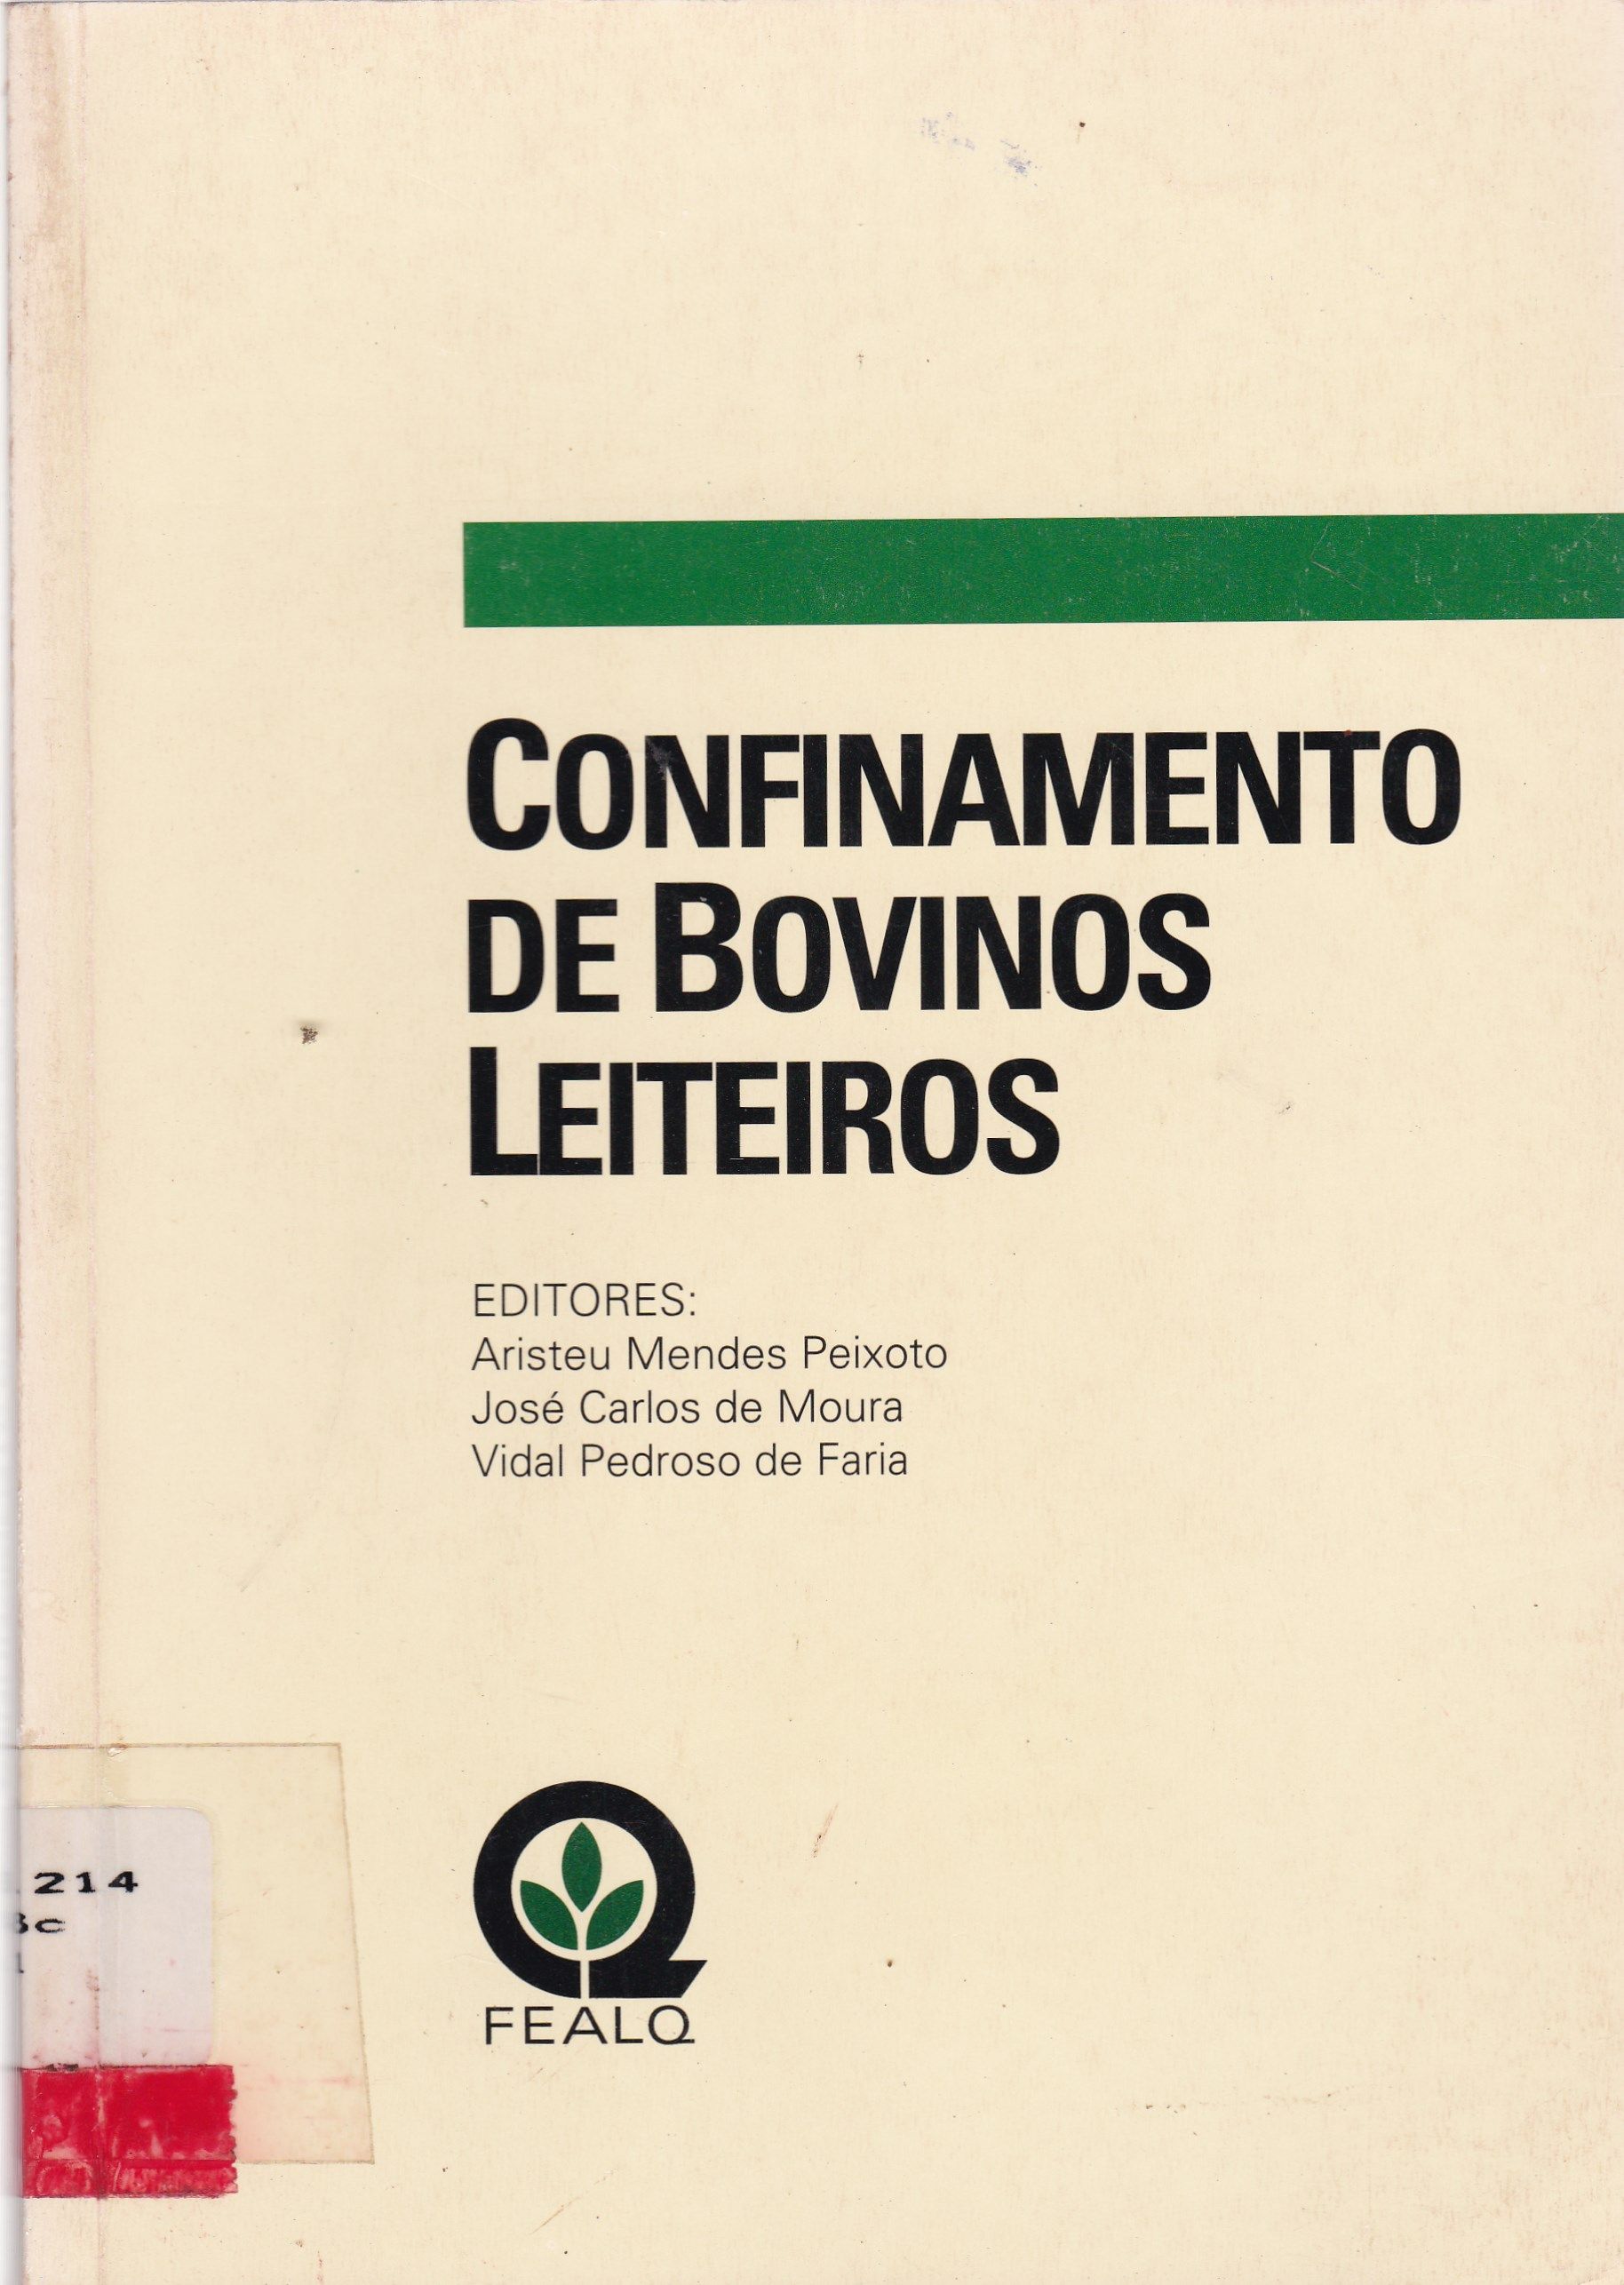 CONFINAMENTO
DE BOVINOS
LEITEIROS
EDITORES:
Aristeu Mendes Peixoto
José Carlos de Moura
Vidal Pedroso de Faria
214
FEALQ